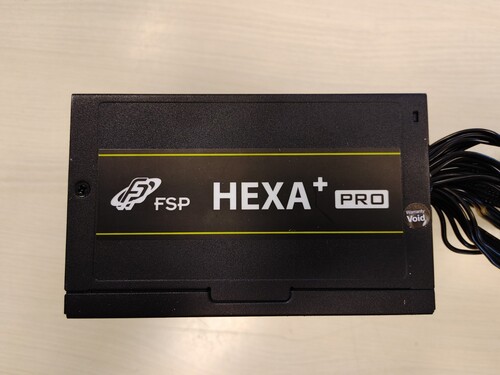 FSP HEXA+ PRO
Warranty
Void